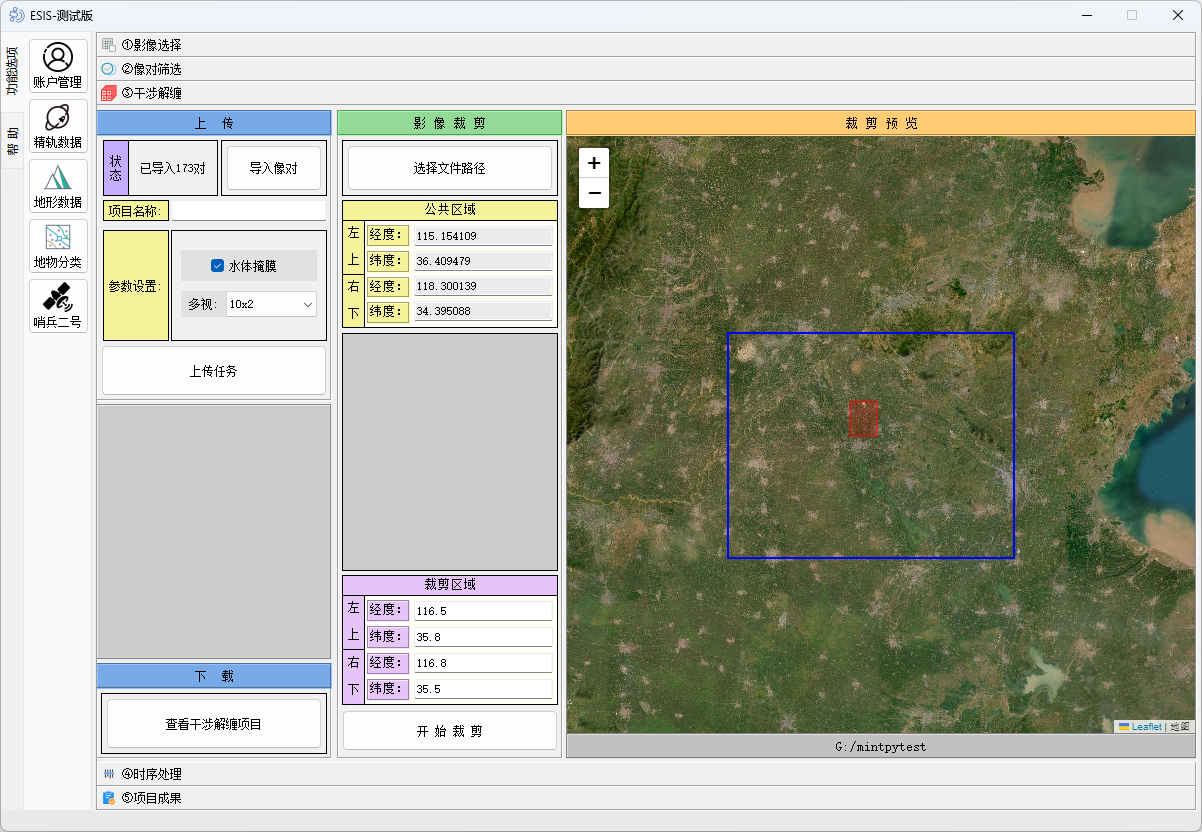 ESIS-测试版
功能选项
帮助
账户管理
精轨数据
地形数据
地物分类
哨兵二号
①影像选择
②像对筛选
③干涉解缠
上 传
状态
已导入173对
导入像对
项目名称:
参数设置:
水体掩膜
多视:
10x2
上传任务
下 载
查看干涉解缠项目
影 像 裁 剪
选择文件路径
公共区域
左上
经度: 115.154109
纬度: 36.409479
右下
经度: 118.300139
纬度: 34.395088
裁剪区域
左上
经度: 116.5
纬度: 35.8
右下
经度: 116.8
纬度: 35.5
开 始 裁 剪
裁 剪 预 览
+
−
Leaflet | 地图
G:/mintpytest
④时序处理
⑤项目成果